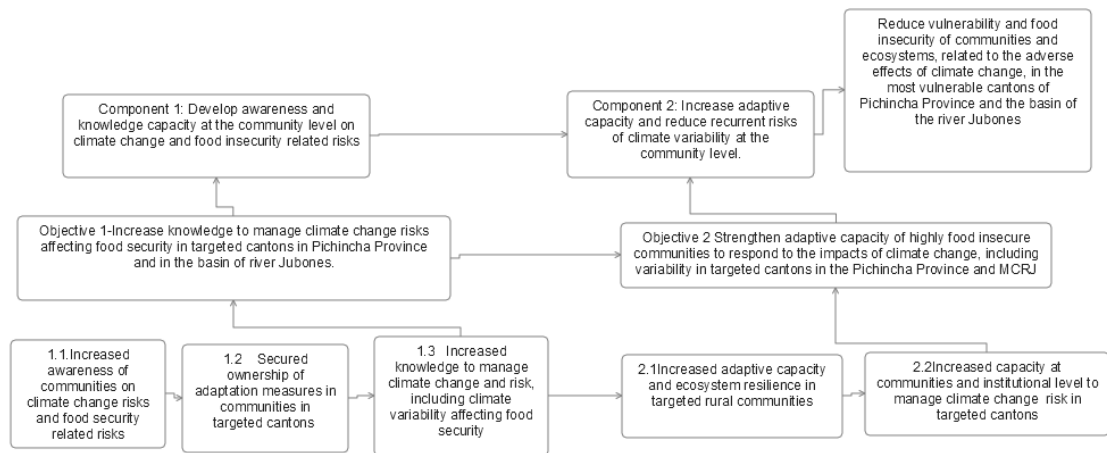 Reduce vulnerability and food
insecurity of communities and
ecosystems, related to the adverse
effects of climate change, in the
most vulnerable cantons of
Pichincha Province and the basin of
the river Jubones
Component 1: Develop awareness and
knowledge capacity at the community level on
climate change and food insecurity related risks
Component 2: Increase adaptive
capacity and reduce recurrent risks
of climate variability at the
community level.
Objective 1-Increase knowledge to manage climate change risks
affecting food security in targeted cantons in Pichincha Province
and in the basin of river Jubones.
Objective 2 Strengthen adaptive capacity of highly food insecure
communities to respond to the impacts of climate change, including
variability in targeted cantons in the Pichincha Province and MCRJ
1.1.Increased
awareness of
communities on
climate change risks
and food security
related risks
1.2 Secured
ownership of
adaptation measures in
communities in
targeted cantons
1.3 Increased
knowledge to manage
climate change and risk,
including climate
variability affecting food
security
2.1Increased adaptive capacity
and ecosystem resilience in
targeted rural communities
2.2Increased capacity at
communities and institutional level to
manage climate change risk in
targeted cantons